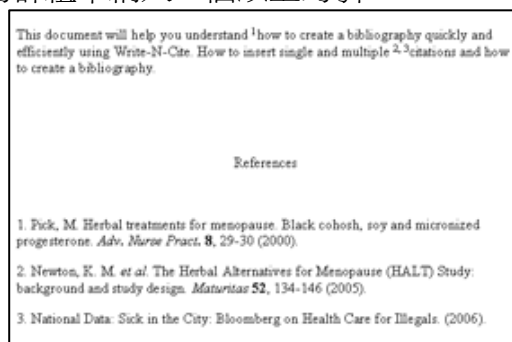 This document will help you understand ¹how to create a bibliography quickly and
efficiently using Write-N-Cite. How to insert single and multiple ²,³citations and how
to create a bibliography.
References
1. Pick, M. Herbal treatments for menopause. Black cohosh, soy and micronized
progesterone. Adv. Nurse Pract. 8, 29-30 (2000).
2. Newton, K. M. et al. The Herbal Alternatives for Menopause (HALT) Study:
background and study design. Maturitas 52, 134-146 (2005).
3. National Data: Sick in the City: Bloomberg on Health Care for Illegals. (2006).